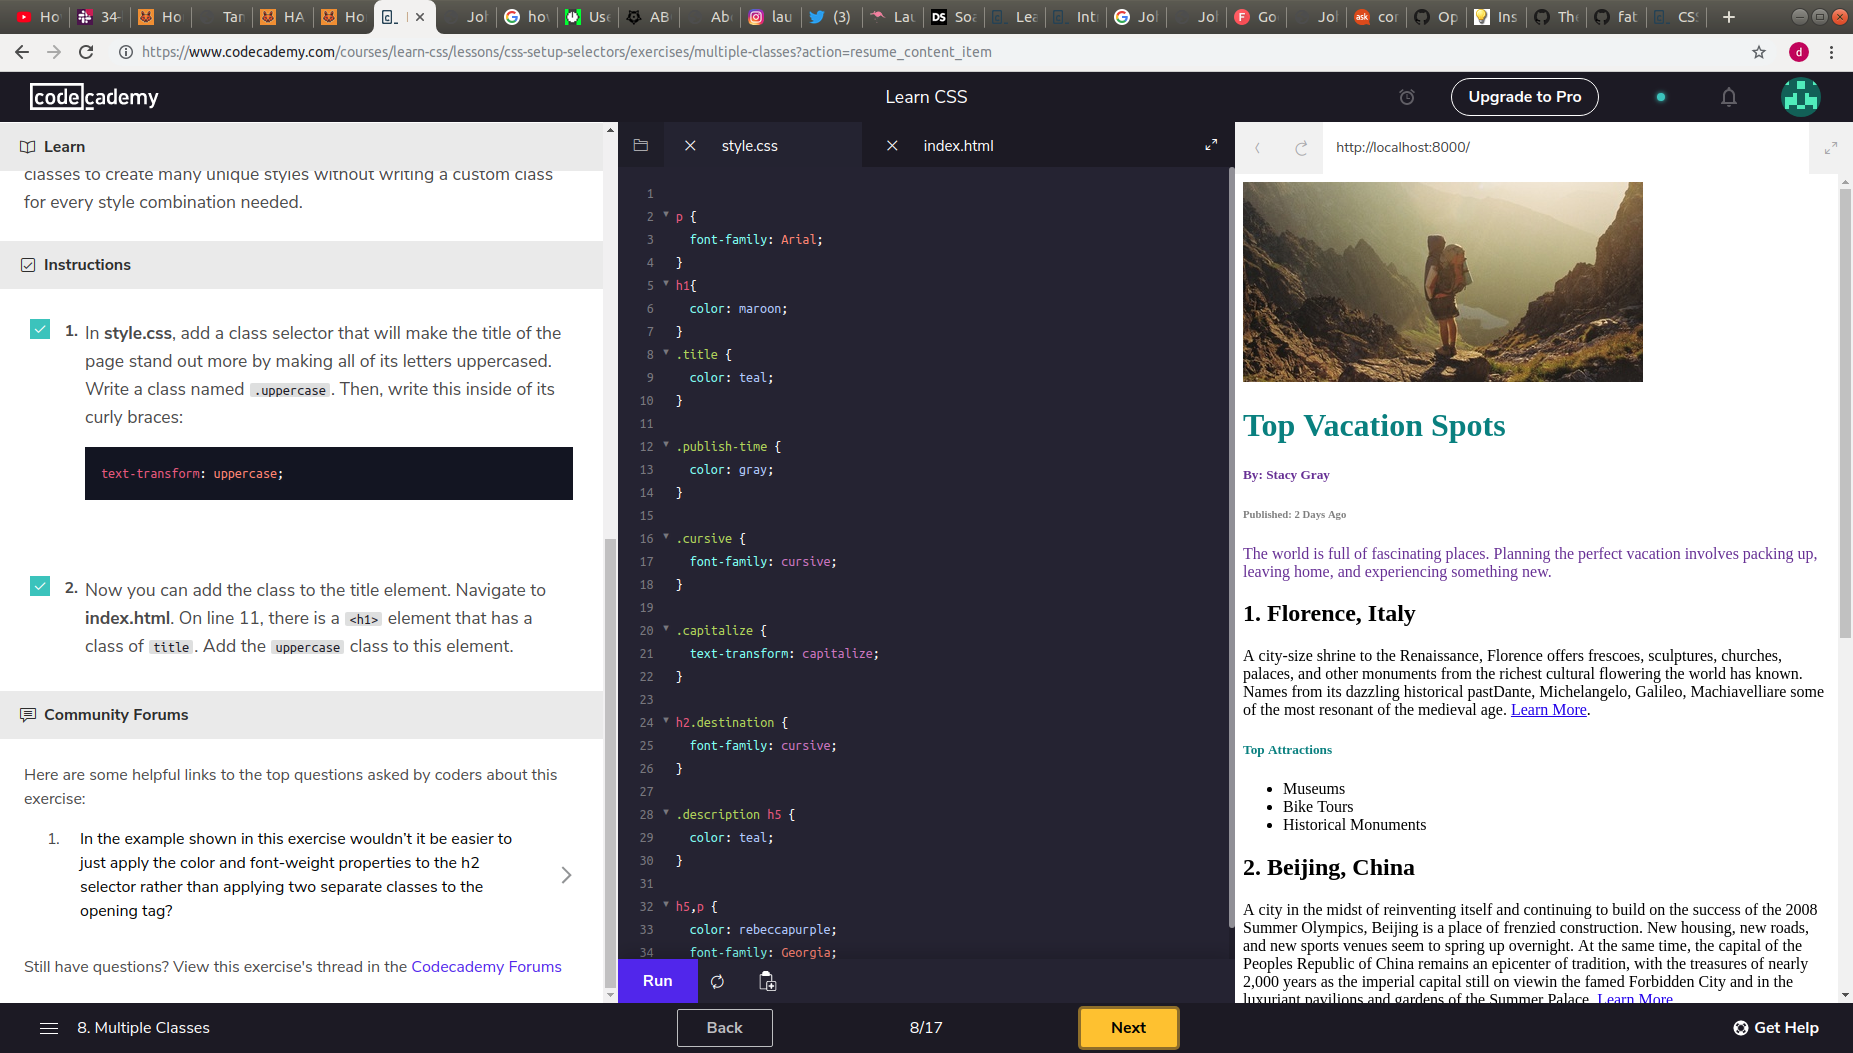 Ho
34-
Ho
Tan
HA
Ho
Joh
hov
Use
AB
Abo
lau
(3)
Lau
DS Soa
Lea
Int
Joh
Joh
F Go
Joh
ask cor
Op
Ins
The
fat
CSS
https://www.codecademy.com/courses/learn-css/lessons/css-setup-selectors/exercises/multiple-classes?action=resume_content_item
d
codecademy
Learn CSS
Upgrade to Pro
Learn
classes to create many unique styles without writing a custom class
for every style combination needed.
Instructions
1. In style.css, add a class selector that will make the title of the
page stand out more by making all of its letters uppercased.
Write a class named .uppercase. Then, write this inside of its
curly braces:
text-transform: uppercase;
2. Now you can add the class to the title element. Navigate to
index.html. On line 11, there is a <h1> element that has a
class of title. Add the uppercase class to this element.
Community Forums
Here are some helpful links to the top questions asked by coders about this
exercise:
1. In the example shown in this exercise wouldn't it be easier to
just apply the color and font-weight properties to the h2
selector rather than applying two separate classes to the
opening tag?
Still have questions? View this exercise's thread in the Codecademy Forums
style.css
index.html
1
2 p {
3 font-family: Arial;
4 }
5 h1{
6 color: maroon;
7 }
8 .title {
9 color: teal;
10 }
11
12 .publish-time {
13 color: gray;
14 }
15
16 .cursive {
17 font-family: cursive;
18 }
19
20 .capitalize {
21 text-transform: capitalize;
22 }
23
24 h2.destination {
25 font-family: cursive;
26 }
27
28 .description h5 {
29 color: teal;
30 }
31
32 h5,p {
33 color: rebeccapurple;
34 font-family: Georgia;
Run
http://localhost:8000/
Top Vacation Spots
By: Stacy Gray
Published: 2 Days Ago
The world is full of fascinating places. Planning the perfect vacation involves packing up,
leaving home, and experiencing something new.
1. Florence, Italy
A city-size shrine to the Renaissance, Florence offers frescoes, sculptures, churches,
palaces, and other monuments from the richest cultural flowering the world has known.
Names from its dazzling historical pastDante, Michelangelo, Galileo, Machiavelliare some
of the most resonant of the medieval age. Learn More.
Top Attractions
Museums
Bike Tours
Historical Monuments
2. Beijing, China
A city in the midst of reinventing itself and continuing to build on the success of the 2008
Summer Olympics, Beijing is a place of frenzied construction. New housing, new roads,
and new sports venues seem to spring up overnight. At the same time, the capital of the
Peoples Republic of China remains an epicenter of tradition, with the treasures of nearly
2,000 years as the imperial capital still on viewin the famed Forbidden City and in the
luxuriant pavilions and gardens of the Summer Palace. Learn More
8. Multiple Classes
Back
8/17
Next
Get Help